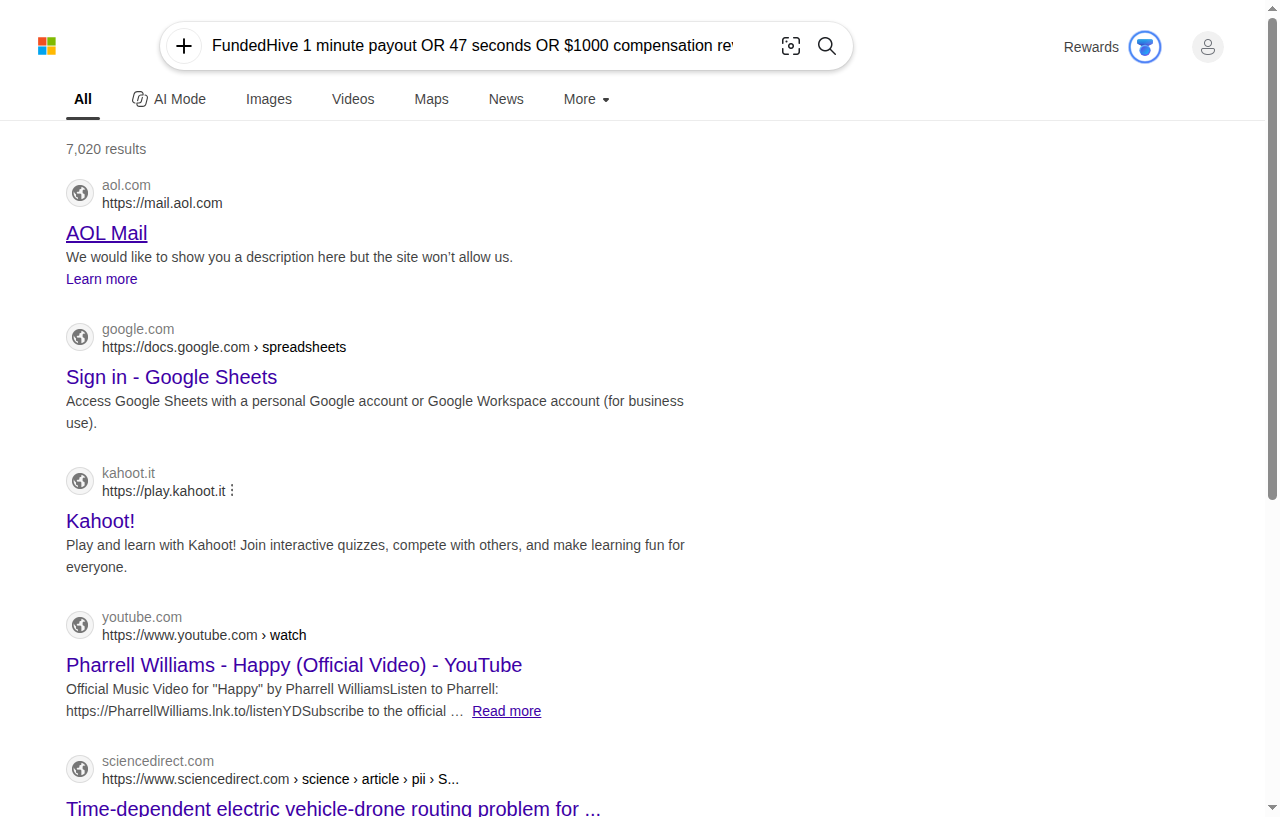 FundedHive 1 minute payout OR 47 seconds OR $1000 compensation re
Rewards
All
AI Mode
Images
Videos
Maps
News
More
7,020 results
aol.com
https://mail.aol.com
AOL Mail
We would like to show you a description here but the site won’t allow us.
Learn more
google.com
https://docs.google.com › spreadsheets
Sign in - Google Sheets
Access Google Sheets with a personal Google account or Google Workspace account (for business
use).
kahoot.it
https://play.kahoot.it
Kahoot!
Play and learn with Kahoot! Join interactive quizzes, compete with others, and make learning fun for
everyone.
youtube.com
https://www.youtube.com › watch
Pharrell Williams - Happy (Official Video) - YouTube
Official Music Video for "Happy" by Pharrell WilliamsListen to Pharrell:
https://PharrellWilliams.lnk.to/listenYDSubscribe to the official … Read more
sciencedirect.com
https://www.sciencedirect.com › science › article › pii › S...
Time-dependent electric vehicle-drone routing problem for ...